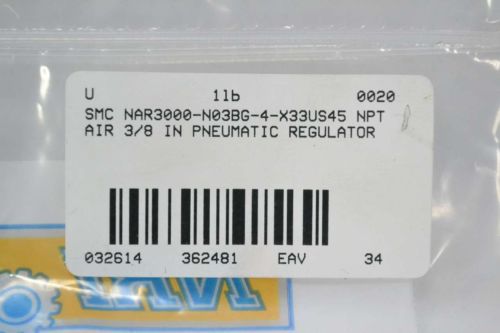 U 1lb 0020
SMC NAR3000-N03BG-4-X33US45 NPT
AIR 3/8 IN PNEUMATIC REGULATOR
032614 362481 EAV 34